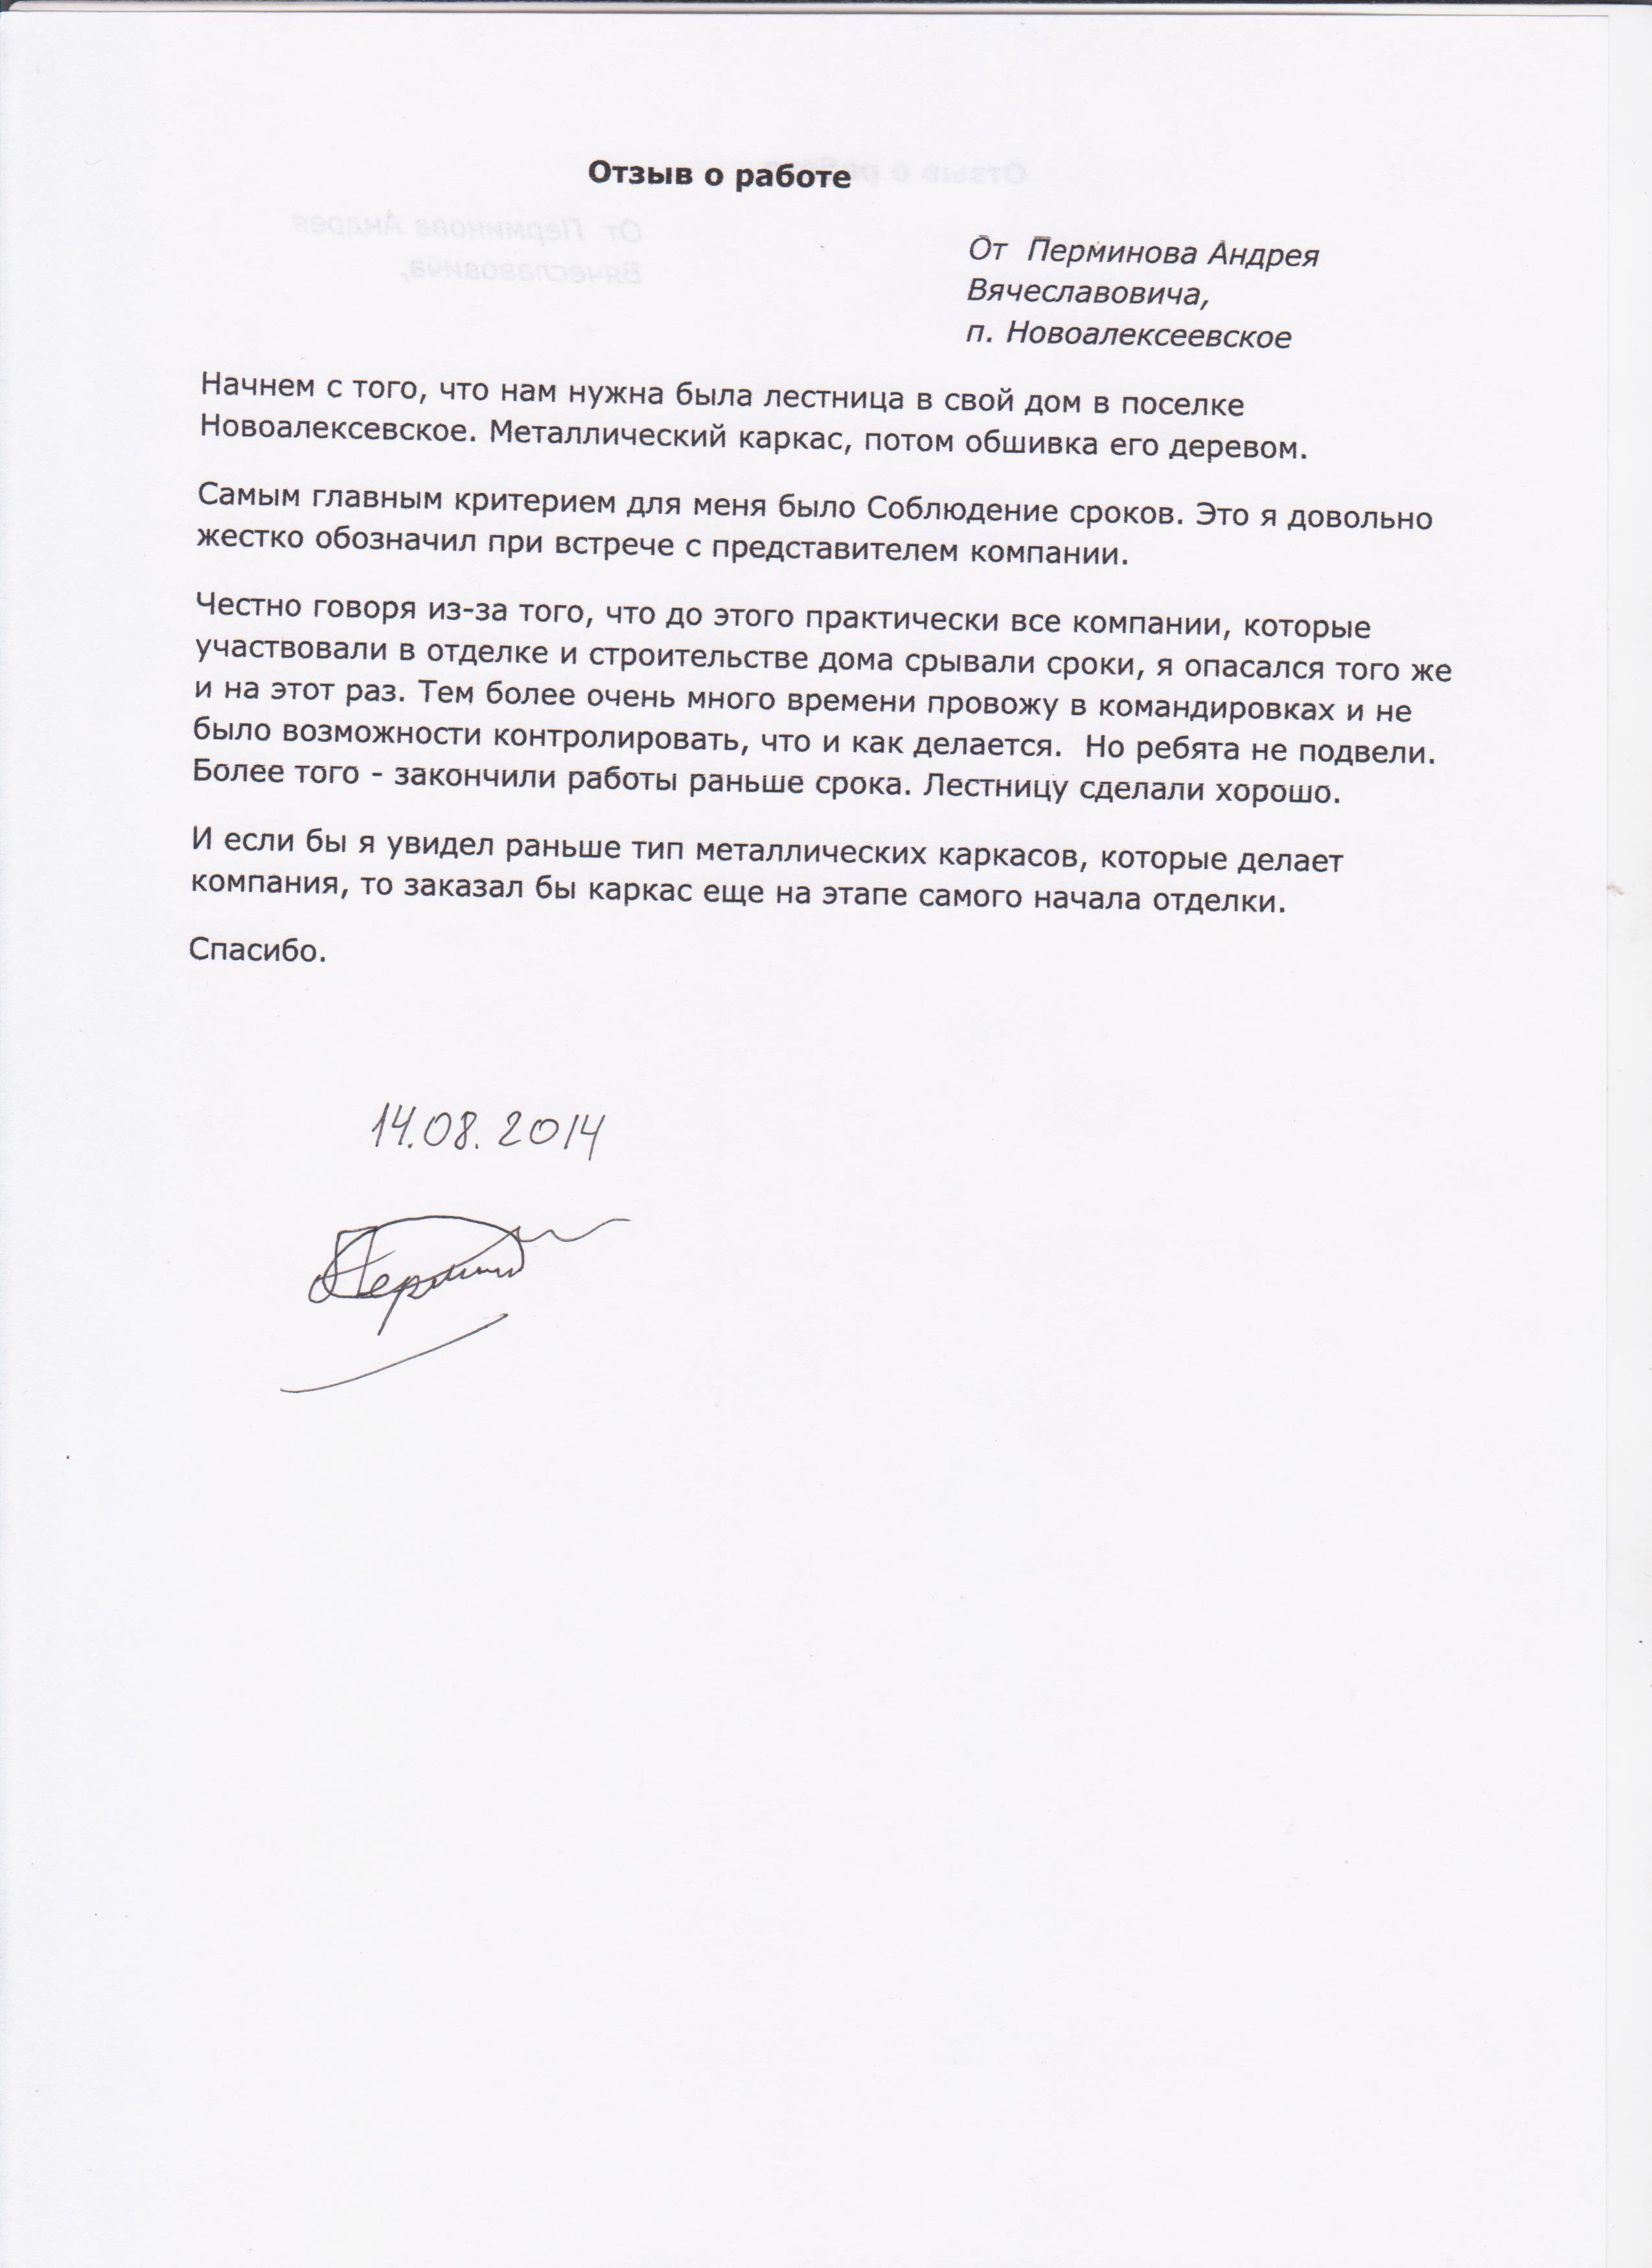 Отзыв о работе
От Перминова Андрея
Вячеславовича,
п. Новоалексеевское
Начнем с того, что нам нужна была лестница в свой дом в поселке
Новоалексевское. Металлический каркас, потом обшивка его деревом.
Самым главным критерием для меня было Соблюдение сроков. Это я довольно
жестко обозначил при встрече с представителем компании.
Честно говоря из-за того, что до этого практически все компании, которые
участвовали в отделке и строительстве дома срывали сроки, я опасался того же
и на этот раз. Тем более очень много времени провожу в командировках и не
было возможности контролировать, что и как делается. Но ребята не подвели.
Более того - закончили работы раньше срока. Лестницу сделали хорошо.
И если бы я увидел раньше тип металлических каркасов, которые делает
компания, то заказал бы каркас еще на этапе самого начала отделки.
Спасибо.
14.08.2014